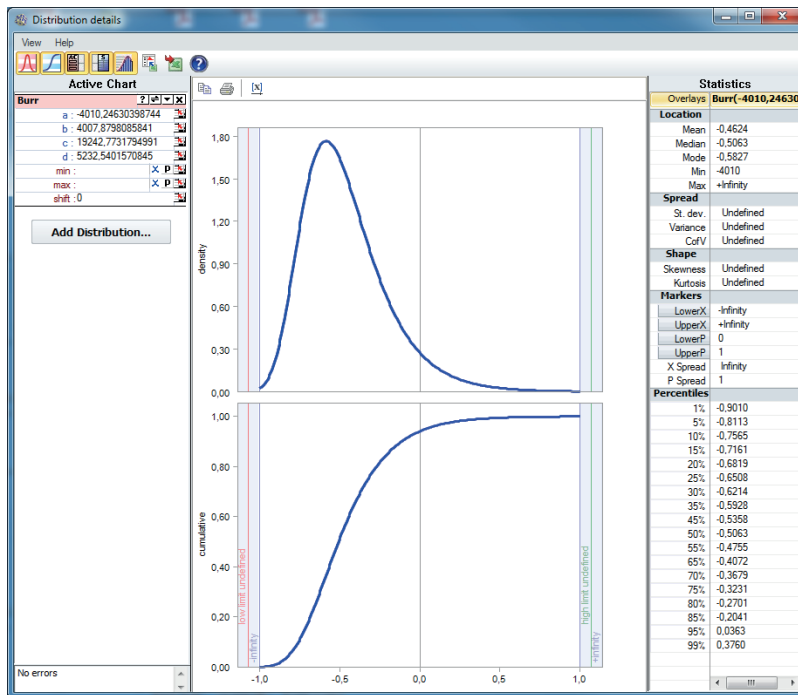 Distribution details
View Help
Active Chart
Burr
a : -4010,24630398744
b : 4007,8798085841
c : 19242,7731794991
d : 5232,5401570845
min : X P
max : X P
shift : 0
Add Distribution...
No errors
[x]
1,80
1,50
1,20
0,90
0,60
0,30
0,00
density
1,00
0,80
0,60
0,40
0,20
0,00
cumulative
low limit undefined
-Infinity
high limit undefined
+Infinity
-1,0 -0,5 0,0 0,5 1,0
Statistics
Overlays Burr(-4010,24630
Location
Mean -0,4624
Median -0,5063
Mode -0,5827
Min -4010
Max +Infinity
Spread
St. dev. Undefined
Variance Undefined
CofV Undefined
Shape
Skewness Undefined
Kurtosis Undefined
Markers
LowerX -Infinity
UpperX +Infinity
LowerP 0
UpperP 1
X Spread Infinity
P Spread 1
Percentiles
1% -0,9010
5% -0,8113
10% -0,7565
15% -0,7161
20% -0,6819
25% -0,6508
30% -0,6214
35% -0,5928
45% -0,5358
50% -0,5063
55% -0,4755
65% -0,4072
70% -0,3679
75% -0,3231
80% -0,2701
85% -0,2041
95% 0,0363
99% 0,3760